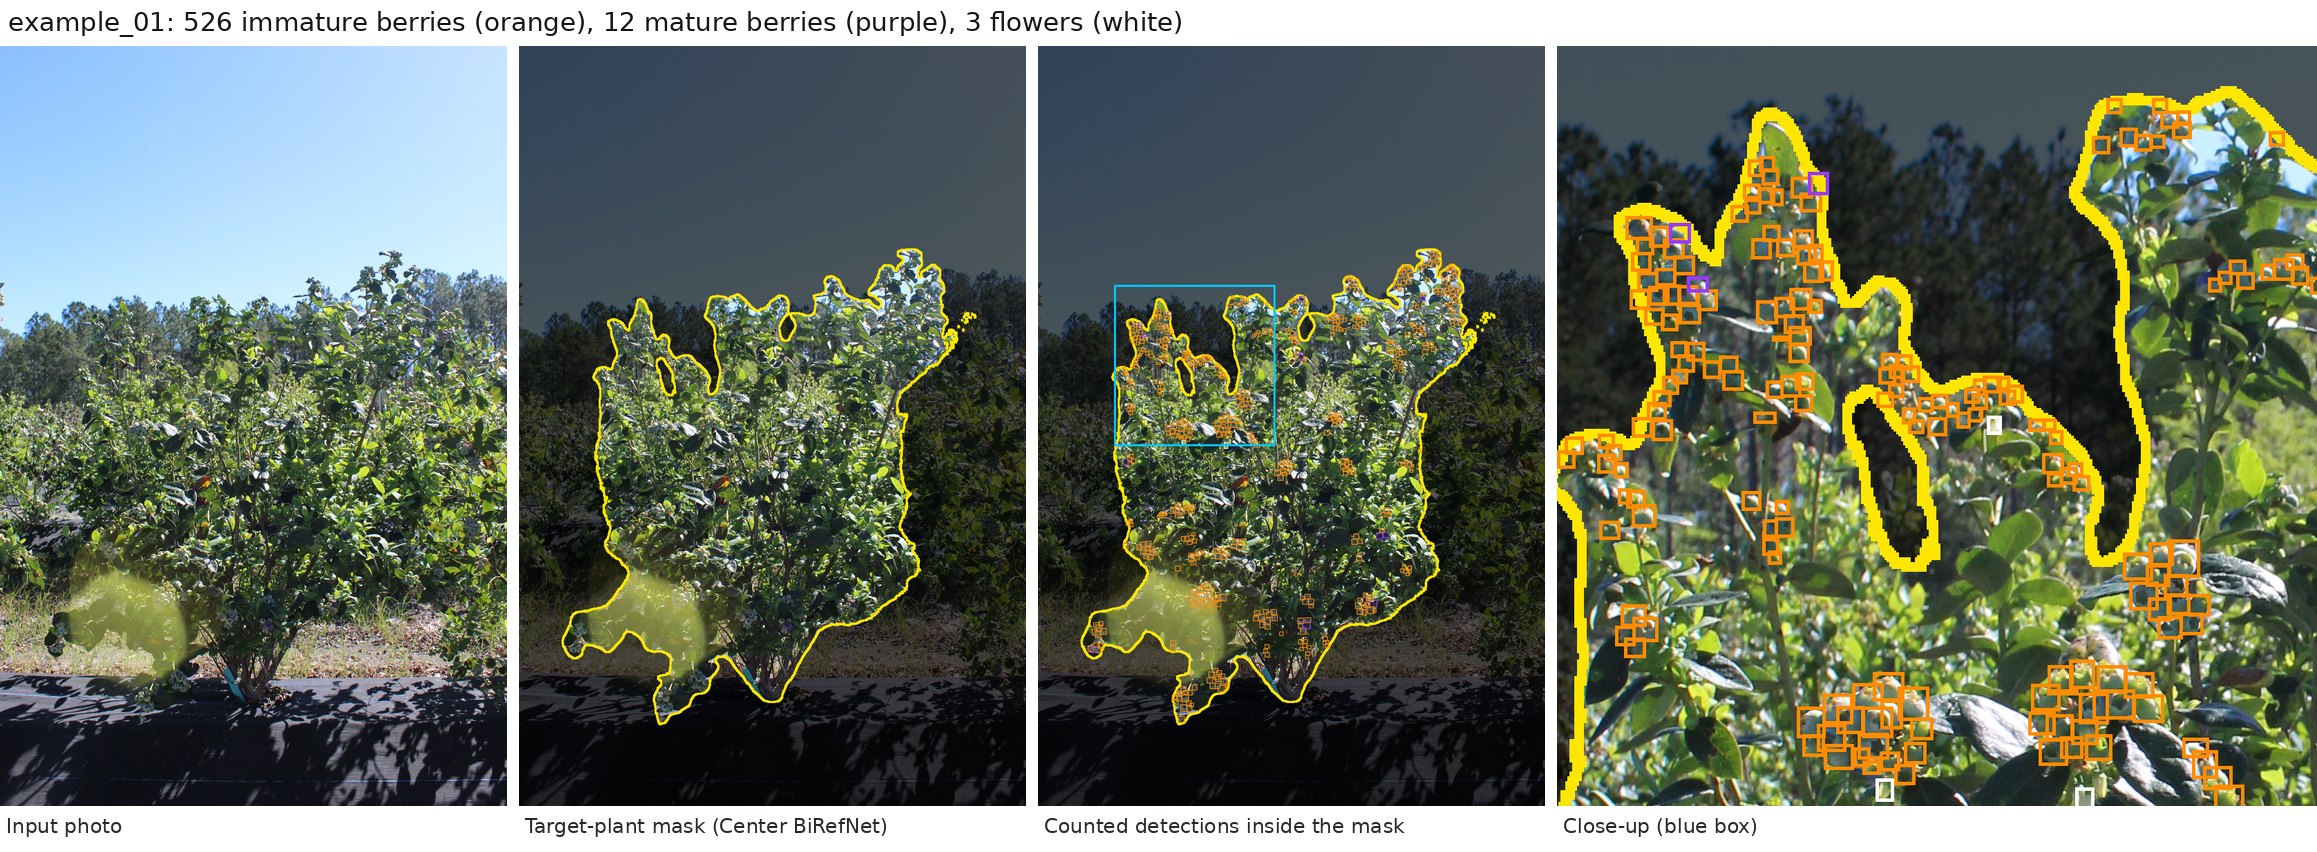 example_01: 526 immature berries (orange), 12 mature berries (purple), 3 flowers (white)
Input photo
Target-plant mask (Center BiRefNet)
Counted detections inside the mask
Close-up (blue box)